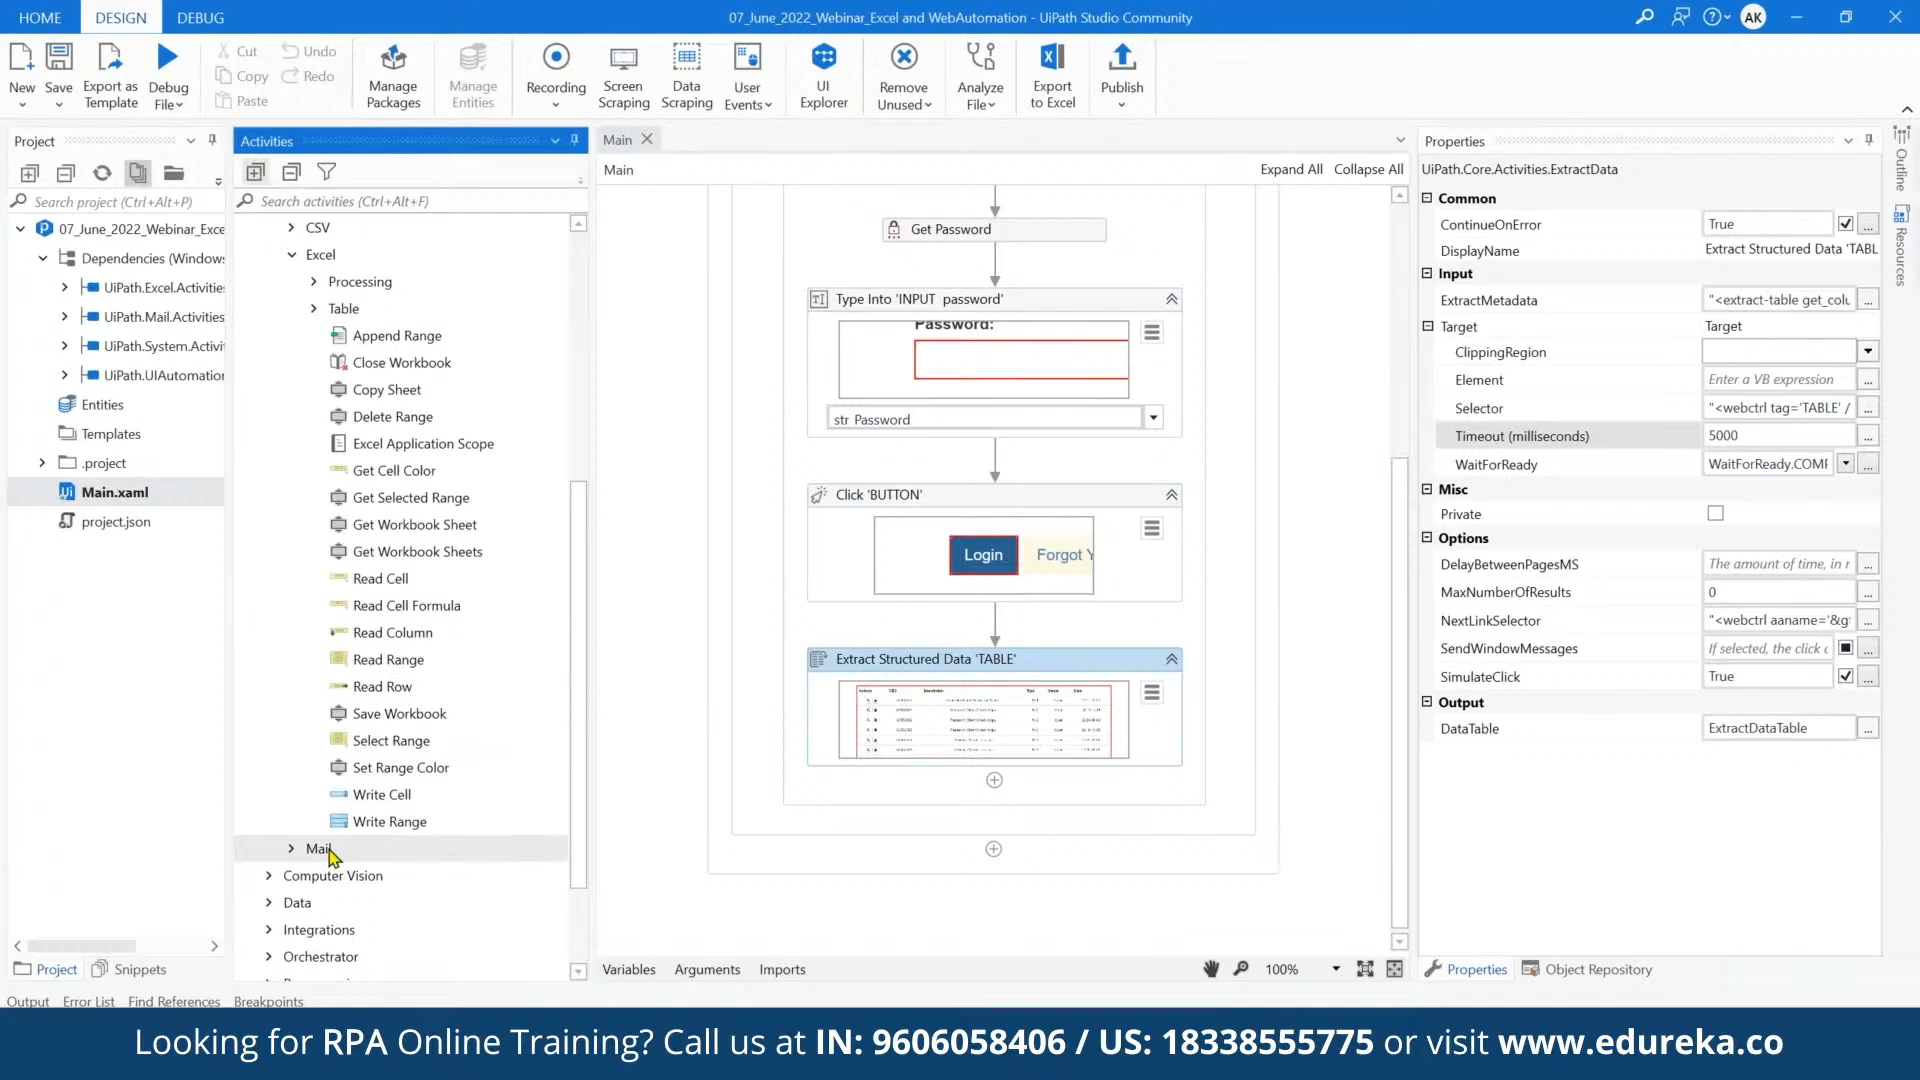 HOME DESIGN DEBUG
07_June_2022_Webinar_Excel and WebAutomation - UiPath Studio Community
AK
New
Save
Export as Template
Debug File
Cut
Copy
Paste
Undo
Redo
Manage Packages
Manage Entities
Recording
Screen Scraping
Data Scraping
User Events
UI Explorer
Remove Unused
Analyze File
Export to Excel
Publish
Project
Search project (Ctrl+Alt+P)
07_June_2022_Webinar_Exce
Dependencies (Window
UiPath.Excel.Activitie
UiPath.Mail.Activities
UiPath.System.Activi
UiPath.UIAutomation
Entities
Templates
.project
Main.xaml
project.json
Project
Snippets
Activities
Search activities (Ctrl+Alt+F)
CSV
Excel
Processing
Table
Append Range
Close Workbook
Copy Sheet
Delete Range
Excel Application Scope
Get Cell Color
Get Selected Range
Get Workbook Sheet
Get Workbook Sheets
Read Cell
Read Cell Formula
Read Column
Read Range
Read Row
Save Workbook
Select Range
Set Range Color
Write Cell
Write Range
Mail
Computer Vision
Data
Integrations
Orchestrator
Main
Main
Expand All
Collapse All
Get Password
Type Into 'INPUT password'
Password:
str Password
Click 'BUTTON'
Login
Forgot Y
Extract Structured Data 'TABLE'
Variables
Arguments
Imports
100%
Properties
UiPath.Core.Activities.ExtractData
Common
ContinueOnError True
DisplayName Extract Structured Data 'TABL
Input
ExtractMetadata "<extract-table get_colu
Target Target
ClippingRegion
Element Enter a VB expression
Selector "<webctrl tag='TABLE' /
Timeout (milliseconds) 5000
WaitForReady WaitForReady.COMP
Misc
Private
Options
DelayBetweenPagesMS The amount of time, in r
MaxNumberOfResults 0
NextLinkSelector "<webctrl aaname='&g
SendWindowMessages If selected, the click c
SimulateClick True
Output
DataTable ExtractDataTable
Properties
Object Repository
Outline
Resources
Output Error List Find References Breakpoints
Looking for RPA Online Training? Call us at IN: 9606058406 / US: 18338555775 or visit www.edureka.co